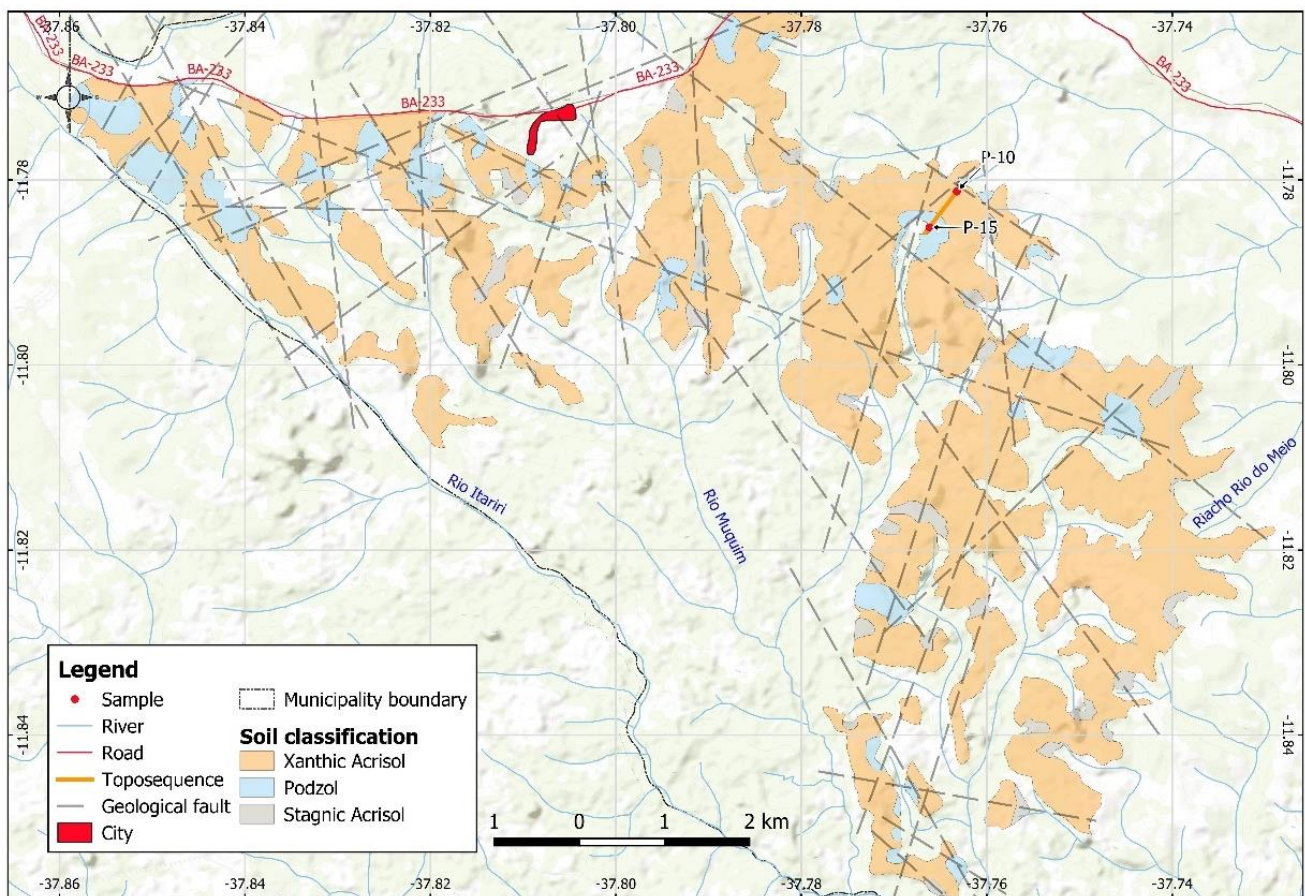 -37.86
-37.84
-37.82
-37.80
-37.78
-37.76
-37.74
BA-233
BA-233
BA-233
BA-233
BA-233
BA-233
-11.78
P-10
-11.78
P-15
-11.80
-11.80
Rio Itariri
Rio Muquim
Riacho Rio do Meio
-11.82
-11.82
Legend
Sample
River
Road
Toposequence
Geological fault
City
Municipality boundary
Soil classification
Xanthic Acrisol
Podzol
Stagnic Acrisol
-11.84
-11.84
1 0 1 2 km
-37.86
-37.84
-37.82
-37.80
-37.78
-37.76
-37.74